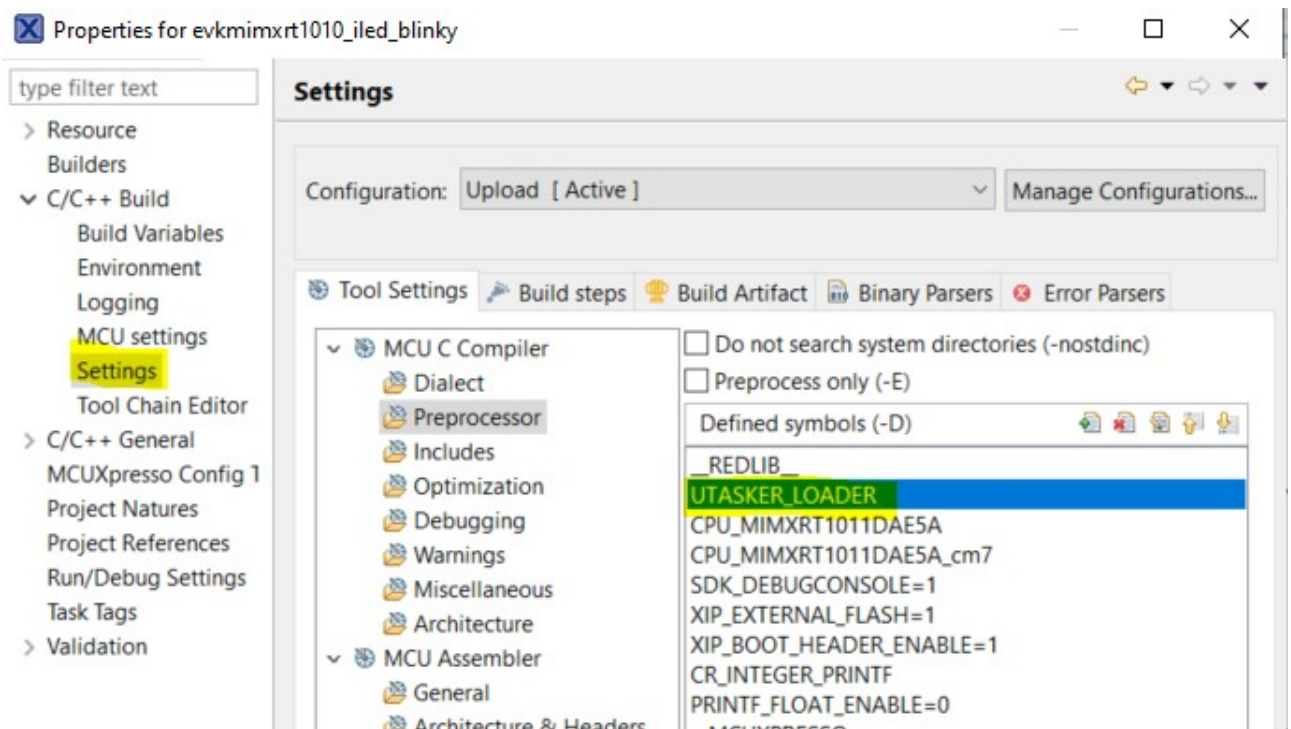 Properties for evkmimxrt1010_iled_blinky
type filter text
Resource
Builders
C/C++ Build
Build Variables
Environment
Logging
MCU settings
Settings
Tool Chain Editor
C/C++ General
MCUXpresso Config 1
Project Natures
Project References
Run/Debug Settings
Task Tags
Validation
Settings
Configuration: Upload [ Active ] Manage Configurations...
Tool Settings Build steps Build Artifact Binary Parsers Error Parsers
MCU C Compiler
Dialect
Preprocessor
Includes
Optimization
Debugging
Warnings
Miscellaneous
Architecture
MCU Assembler
General
Architecture & Headers
Do not search system directories (-nostdinc)
Preprocess only (-E)
Defined symbols (-D)
__REDLIB__
UTASKER_LOADER
CPU_MIMXRT1011DAE5A
CPU_MIMXRT1011DAE5A_cm7
SDK_DEBUGCONSOLE=1
XIP_EXTERNAL_FLASH=1
XIP_BOOT_HEADER_ENABLE=1
CR_INTEGER_PRINTF
PRINTF_FLOAT_ENABLE=0
__MCUXPRESSO